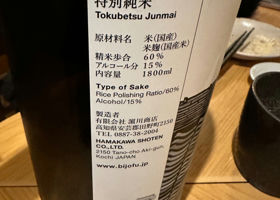 特別純米
Tokubetsu Junmai
原材料名 米(国産)
米麹(国産米)
精米歩合 60%
アルコール分 15%
内容量 1800ml
Type of Sake
Rice Polishing Ratio/60%
Alcohol/15%
製造者
有限会社 濵川商店
高知県安芸郡田野町2150
TEL 0887-38-2004
HAMAKAWA SHOTEN
CO.,LTD.
2150 Tano-cho Aki-gun,
Kochi JAPAN
www.bijofu.jp